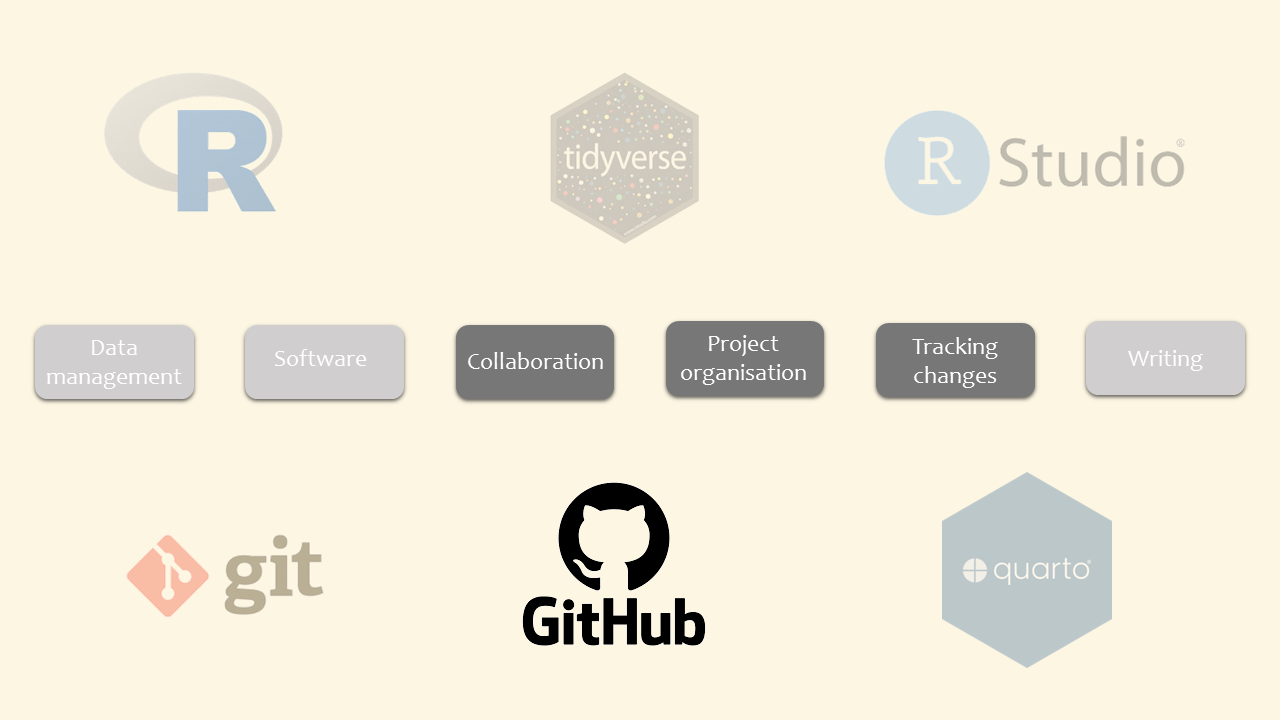 R
tidyverse
R Studio®
Data
management
Software
Collaboration
Project
organisation
Tracking
changes
Writing
git
GitHub
quarto